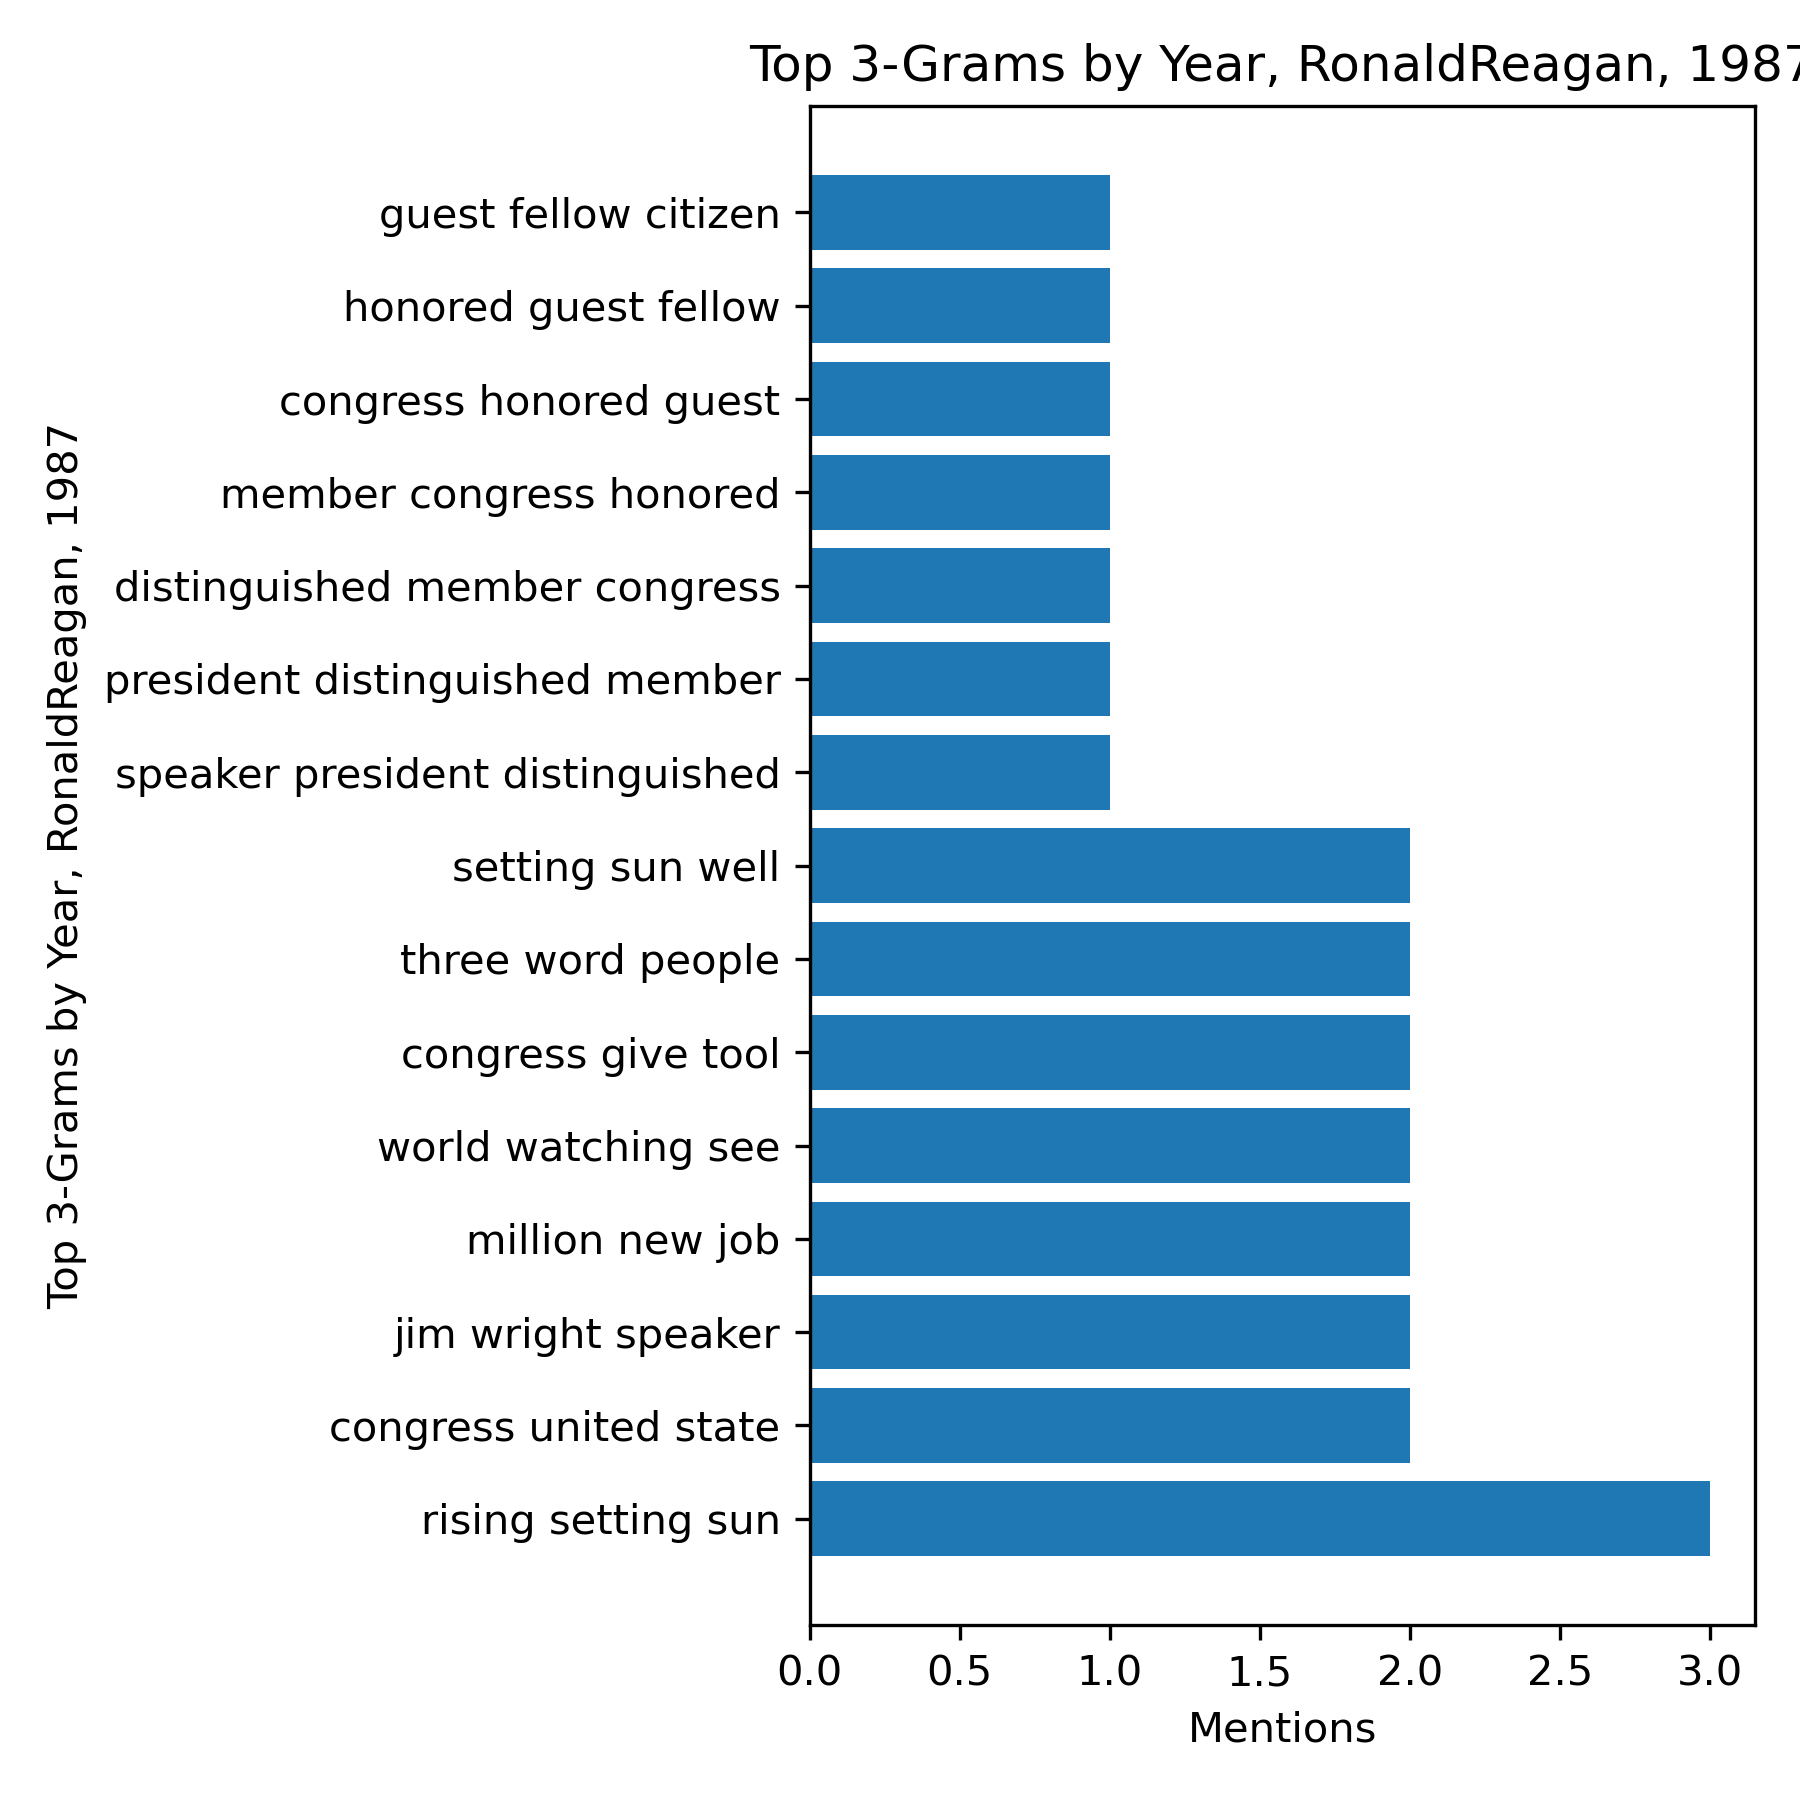 Top 3-Grams by Year, RonaldReagan, 1987
Top 3-Grams by Year, RonaldReagan, 1987
guest fellow citizen
honored guest fellow
congress honored guest
member congress honored
distinguished member congress
president distinguished member
speaker president distinguished
setting sun well
three word people
congress give tool
world watching see
million new job
jim wright speaker
congress united state
rising setting sun
0.0 0.5 1.0 1.5 2.0 2.5 3.0
Mentions